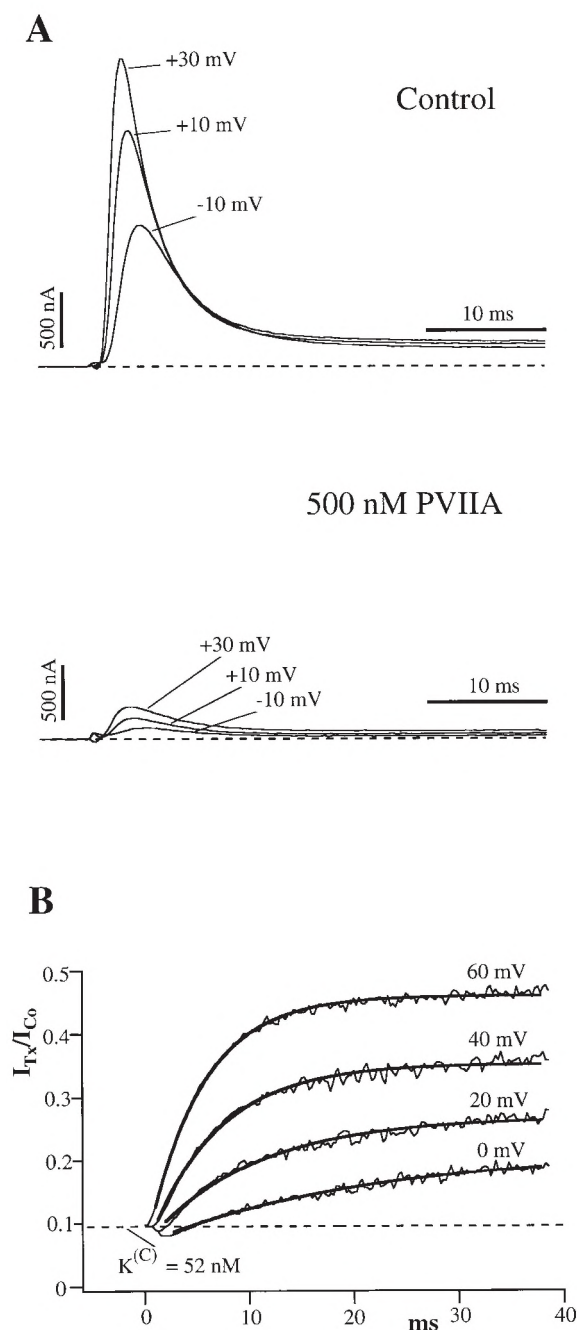 A
Control
+30 mV
+10 mV
-10 mV
500 nA
10 ms
500 nM PVIIA
+30 mV
+10 mV
-10 mV
500 nA
10 ms
B
I_Tx/I_Co
0.5
0.4
0.3
0.2
0.1
0
60 mV
40 mV
20 mV
0 mV
K^(C) = 52 nM
0 10 20 30 40
ms